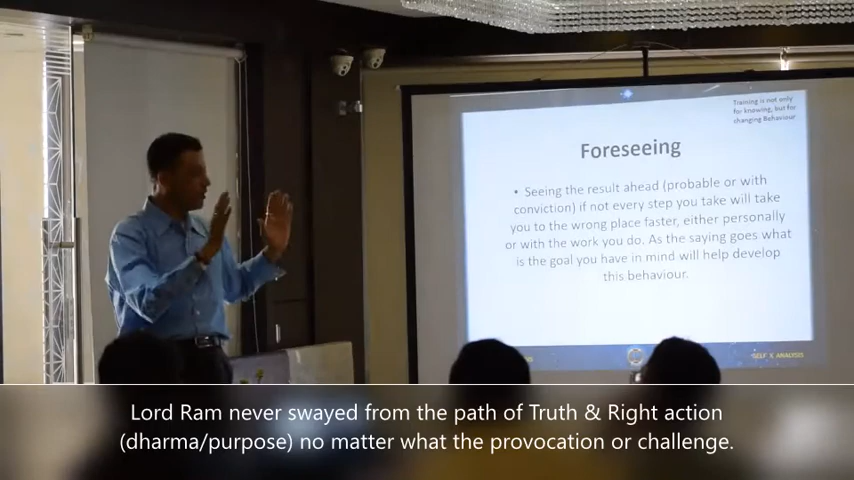 Training is not only
for knowing, but for
changing Behaviour
Foreseeing
• Seeing the result ahead (probable or with
conviction) if not every step you take will take
you to the wrong place faster, either personally
or with the work you do. As the saying goes what
is the goal you have in mind will help develop
this behaviour.
ANALYSIS
Lord Ram never swayed from the path of Truth & Right action
(dharma/purpose) no matter what the provocation or challenge.